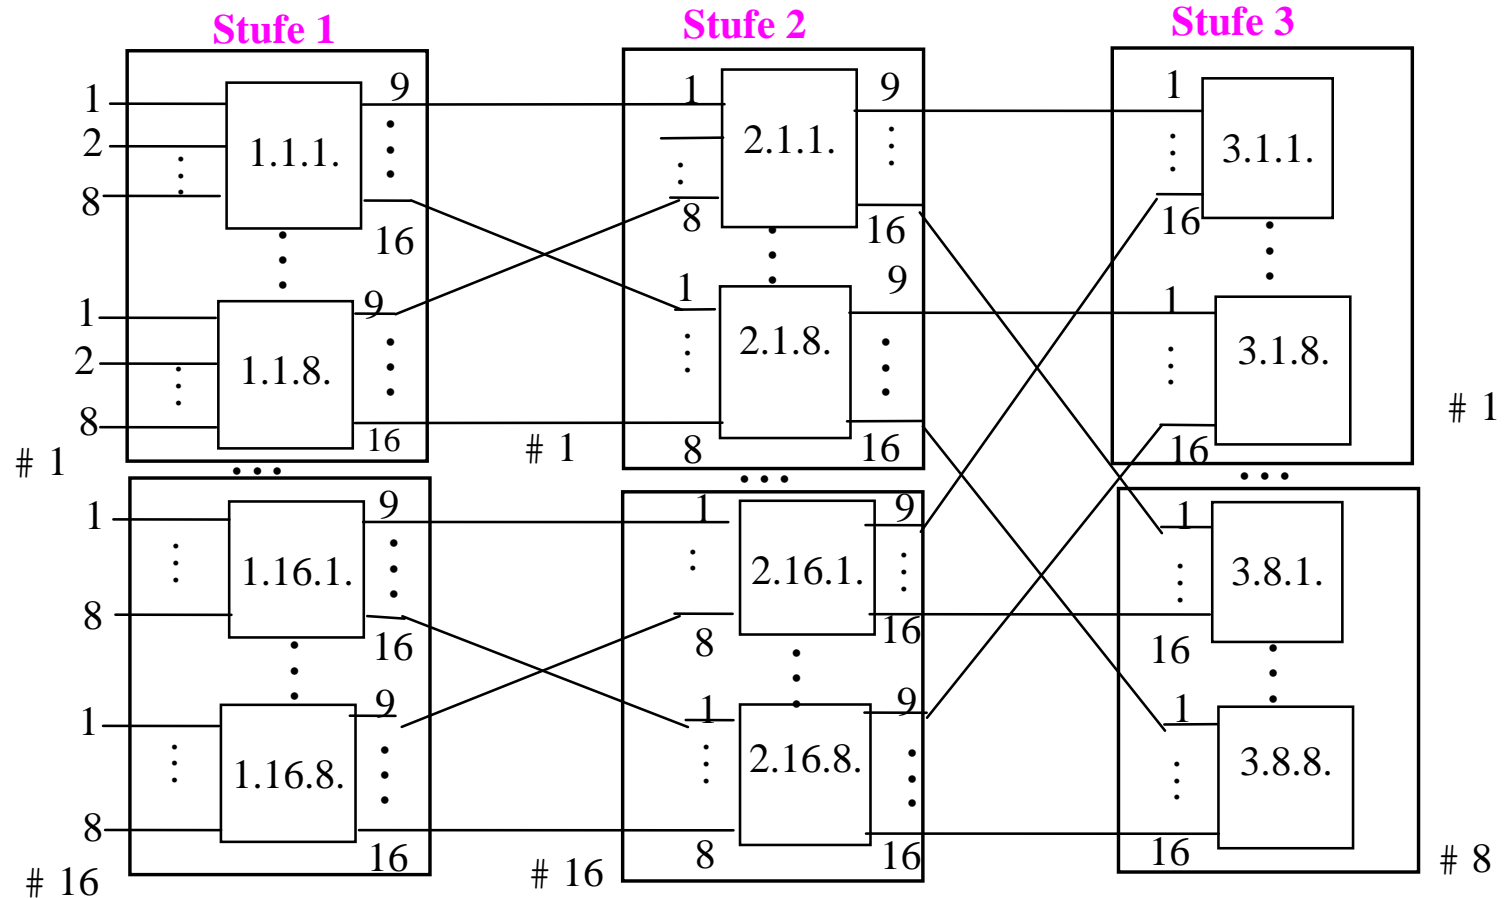 Stufe 1 Stufe 2 Stufe 3
1 9 1 9 1
2 1.1.1. 2.1.1. 3.1.1.
8 16 8 16 16
1 9 1 9 1
2 1.1.8. 2.1.8. 3.1.8.
8 16 8 16 16
# 1 # 1 # 1
1 9 1 9 1
1.16.1. 2.16.1. 3.8.1.
8 16 8 16 16
1 9 1 9 1
1.16.8. 2.16.8. 3.8.8.
8 16 8 16 16
# 16 # 16 # 8